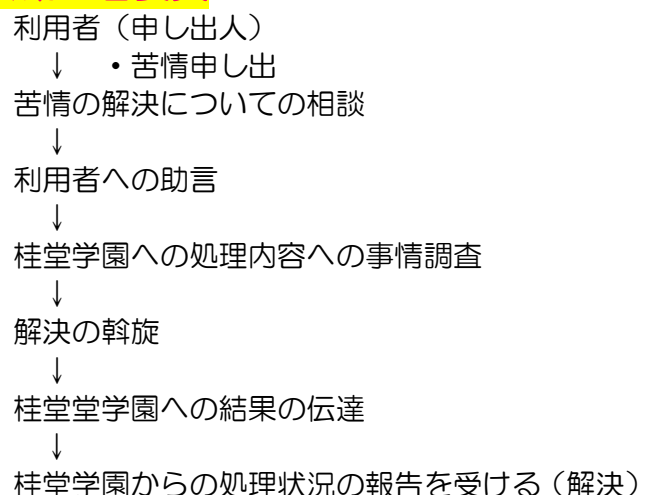 利用者（申し出人）
↓　・苦情申し出
苦情の解決についての相談
↓
利用者への助言
↓
桂堂学園への処理内容への事情調査
↓
解決の斡旋
↓
桂堂堂学園への結果の伝達
↓
桂堂学園からの処理状況の報告を受ける（解決）